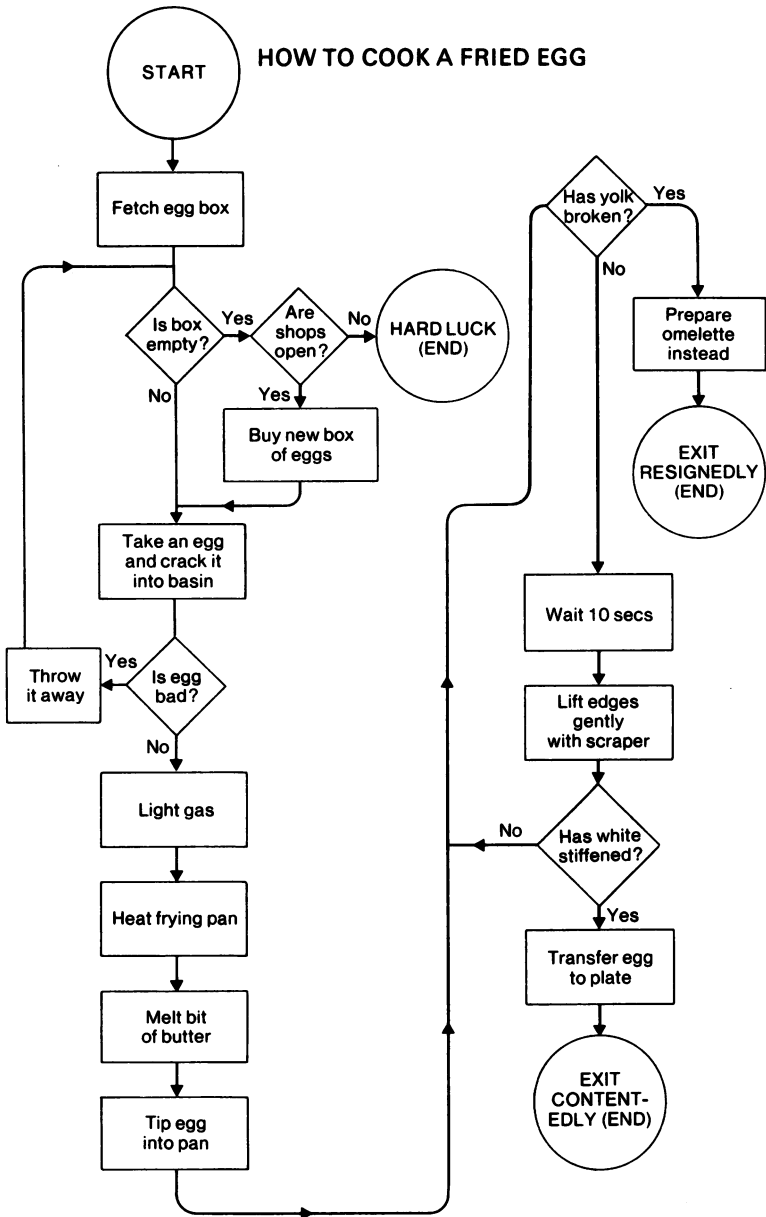 HOW TO COOK A FRIED EGG
START
Fetch egg box
Is box
empty?
Yes
No
Are
shops
open?
No
Yes
HARD LUCK
(END)
Buy new box
of eggs
Take an egg
and crack it
into basin
Is egg
bad?
Yes
No
Throw
it away
Light gas
Heat frying pan
Melt bit
of butter
Tip egg
into pan
Has yolk
broken?
Yes
No
Prepare
omelette
instead
EXIT
RESIGNEDLY
(END)
Wait 10 secs
Lift edges
gently
with scraper
Has white
stiffened?
No
Yes
Transfer egg
to plate
EXIT
CONTENT-
EDLY (END)